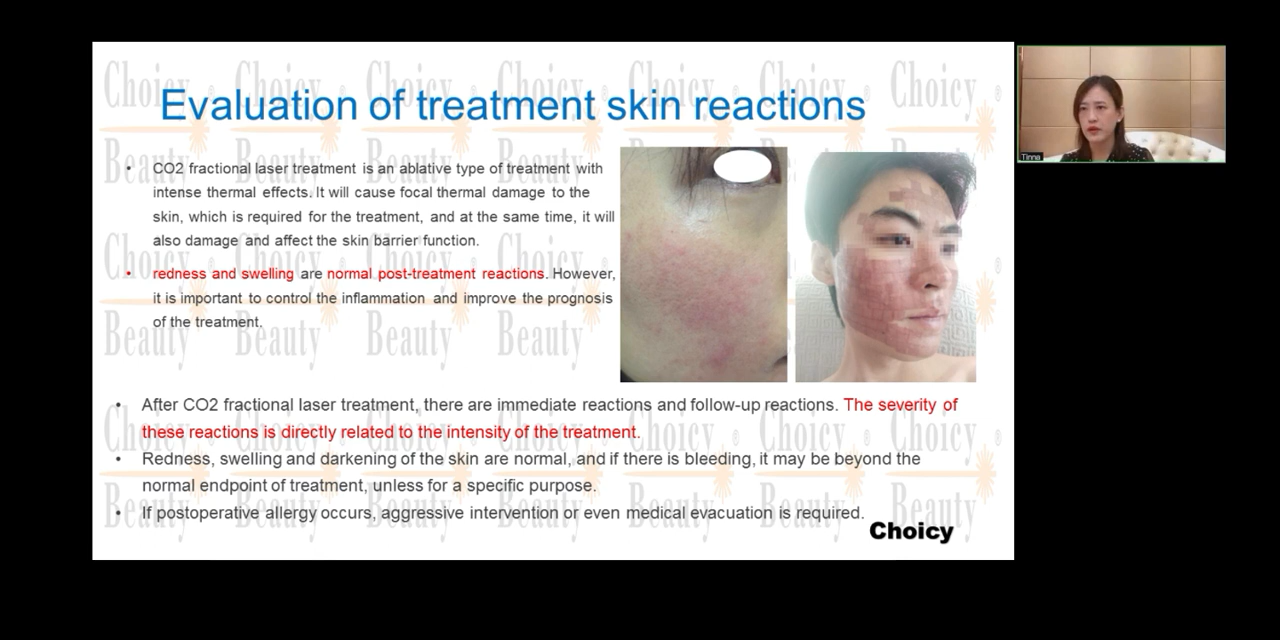 Evaluation of treatment skin reactions
• CO2 fractional laser treatment is an ablative type of treatment with
intense thermal effects. It will cause focal thermal damage to the
skin, which is required for the treatment, and at the same time, it will
also damage and affect the skin barrier function.
• redness and swelling are normal post-treatment reactions. However,
it is important to control the inflammation and improve the prognosis
of the treatment.
• After CO2 fractional laser treatment, there are immediate reactions and follow-up reactions. The severity of
these reactions is directly related to the intensity of the treatment.
• Redness, swelling and darkening of the skin are normal, and if there is bleeding, it may be beyond the
normal endpoint of treatment, unless for a specific purpose.
• If postoperative allergy occurs, aggressive intervention or even medical evacuation is required.
Choicy
Tinna
Choicy ®
Beauty